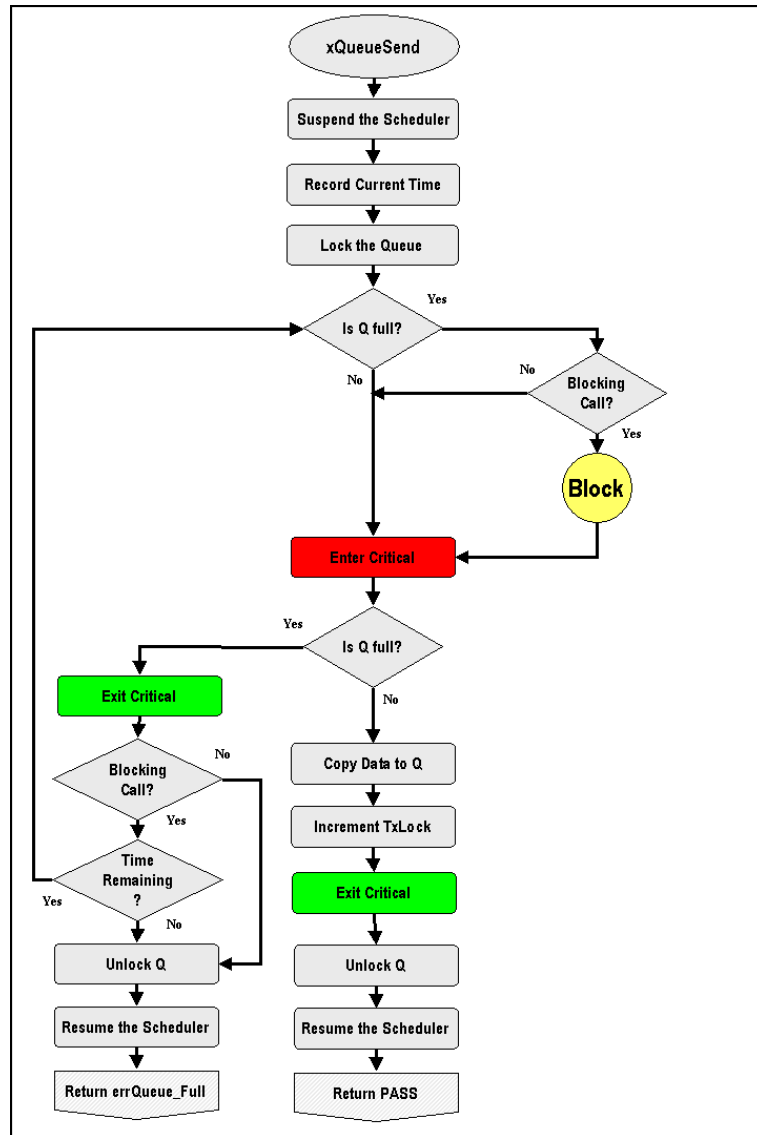 xQueueSend
Suspend the Scheduler
Record Current Time
Lock the Queue
Yes
Is Q full?
No
No
Blocking
Call?
Yes
Block
Enter Critical
Yes
Is Q full?
Exit Critical
No
No
Blocking
Call?
Copy Data to Q
Yes
Increment TxLock
Time
Remaining
?
Yes
Exit Critical
No
Unlock Q
Unlock Q
Resume the Scheduler
Resume the Scheduler
Return errQueue_Full
Return PASS